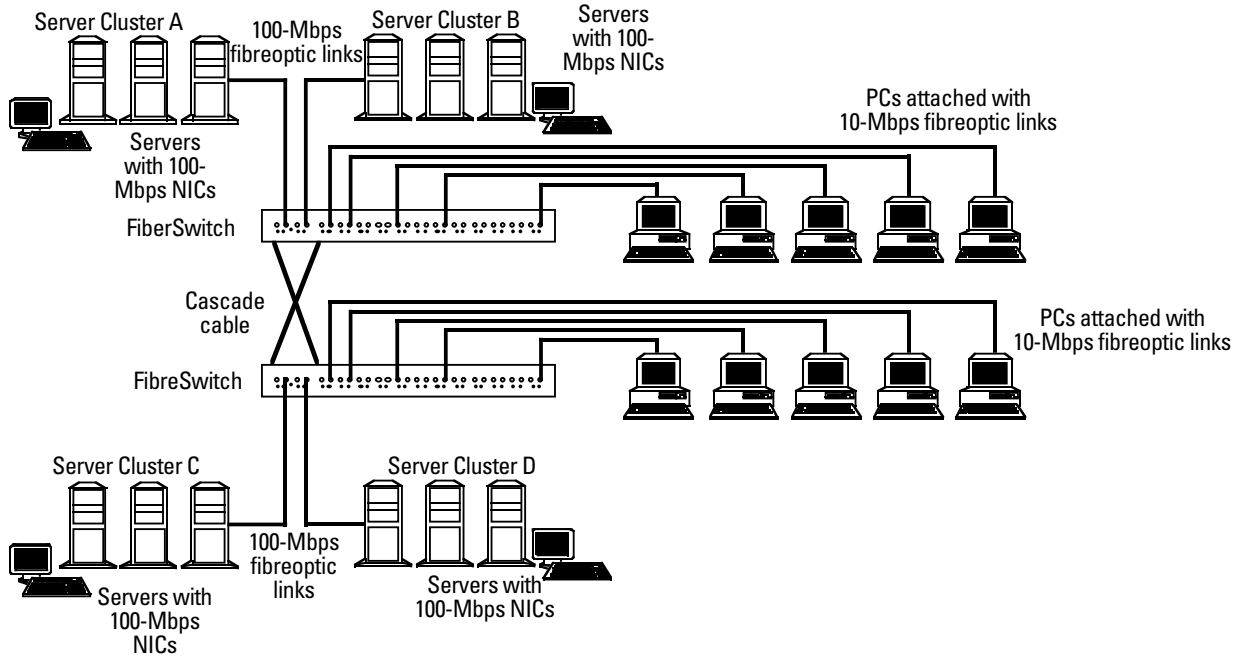 Server Cluster A
100-Mbps
fibreoptic links
Server Cluster B
Servers
with 100-
Mbps NICs
PCs attached with
10-Mbps fibreoptic links
Servers
with 100-
Mbps NICs
FiberSwitch
Cascade
cable
PCs attached with
10-Mbps fibreoptic links
FibreSwitch
Server Cluster C
Server Cluster D
100-Mbps
fibreoptic
links
Servers with
100-Mbps
NICs
Servers with
100-Mbps NICs